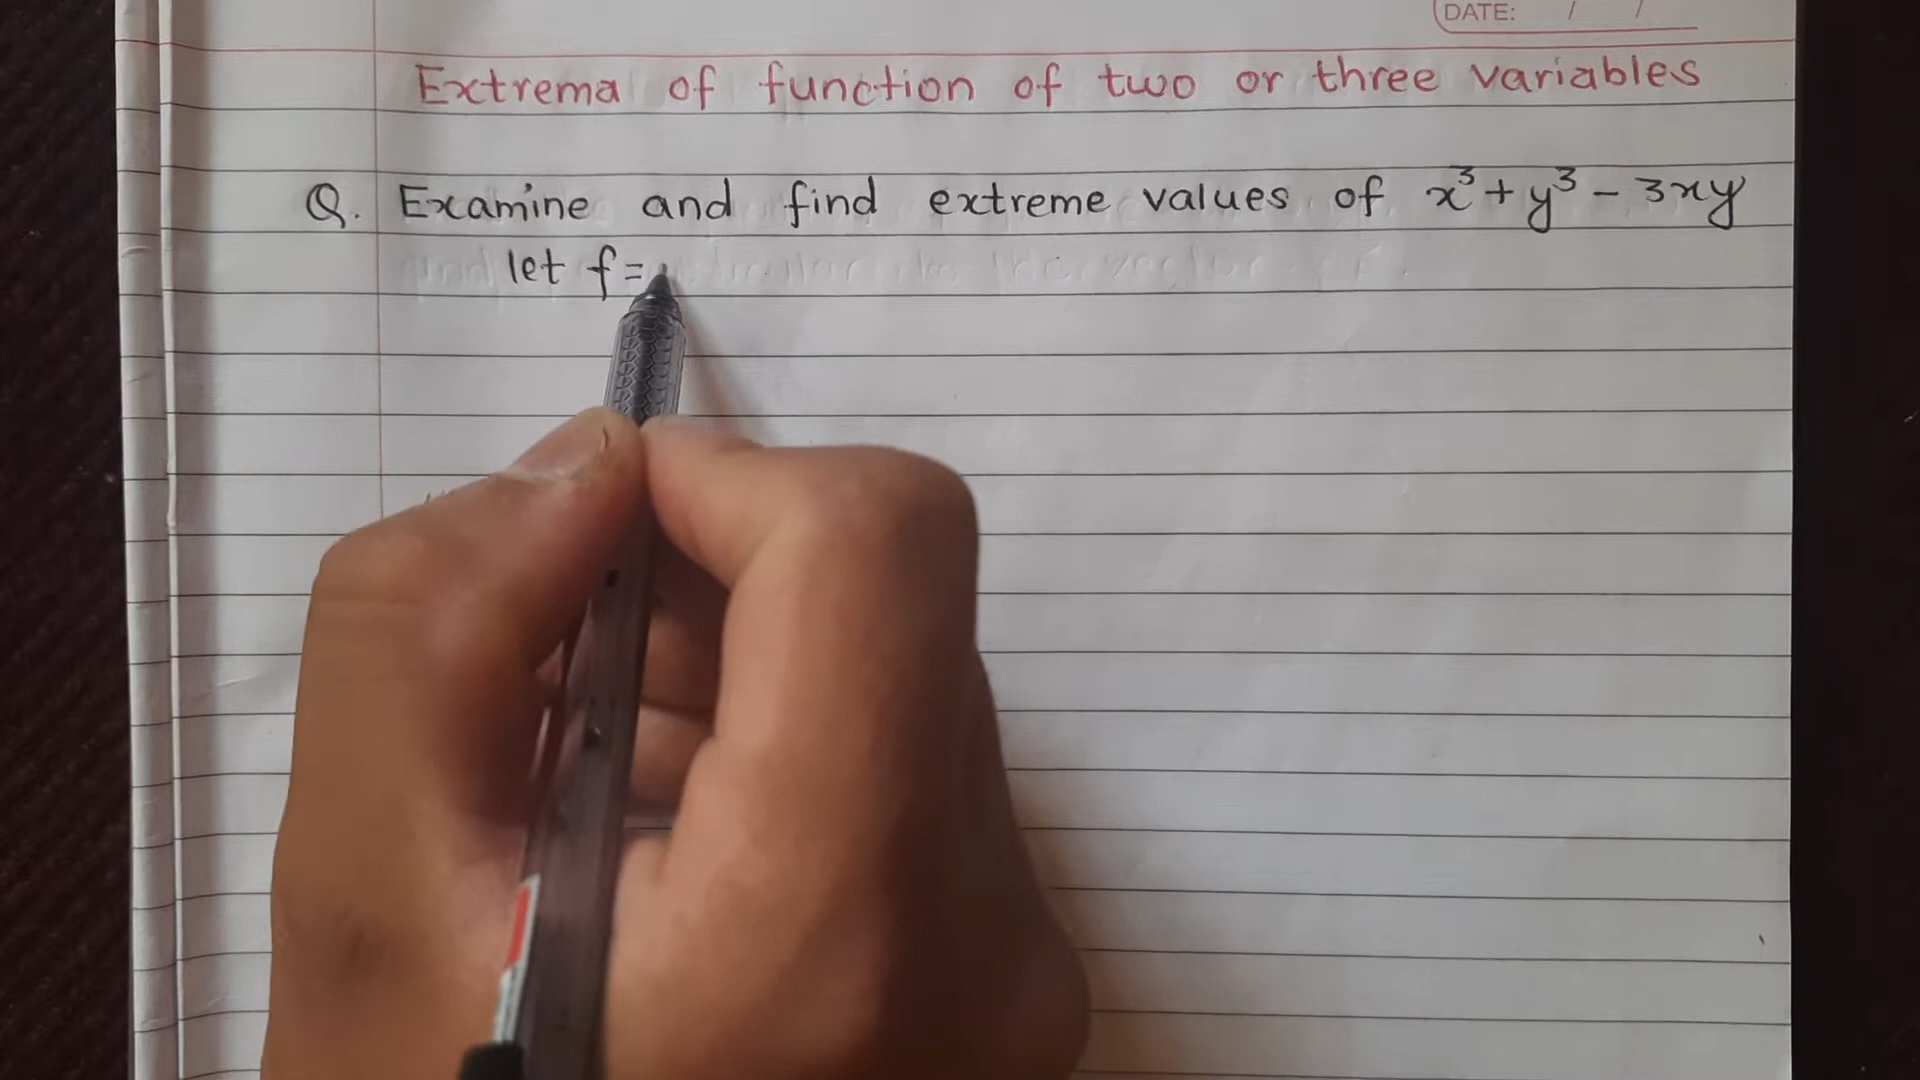 DATE: / /
Extrema of function of two or three variables
Q. Examine and find extreme values of x³ + y³ - 3xy
let f =